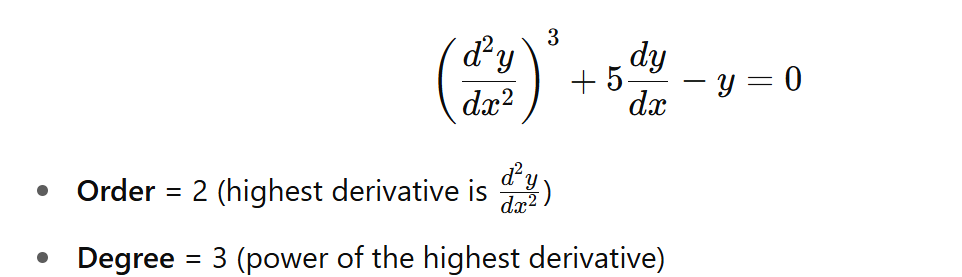 (d²y/dx²)³ + 5 dy/dx − y = 0
• Order = 2 (highest derivative is d²y/dx²)
• Degree = 3 (power of the highest derivative)